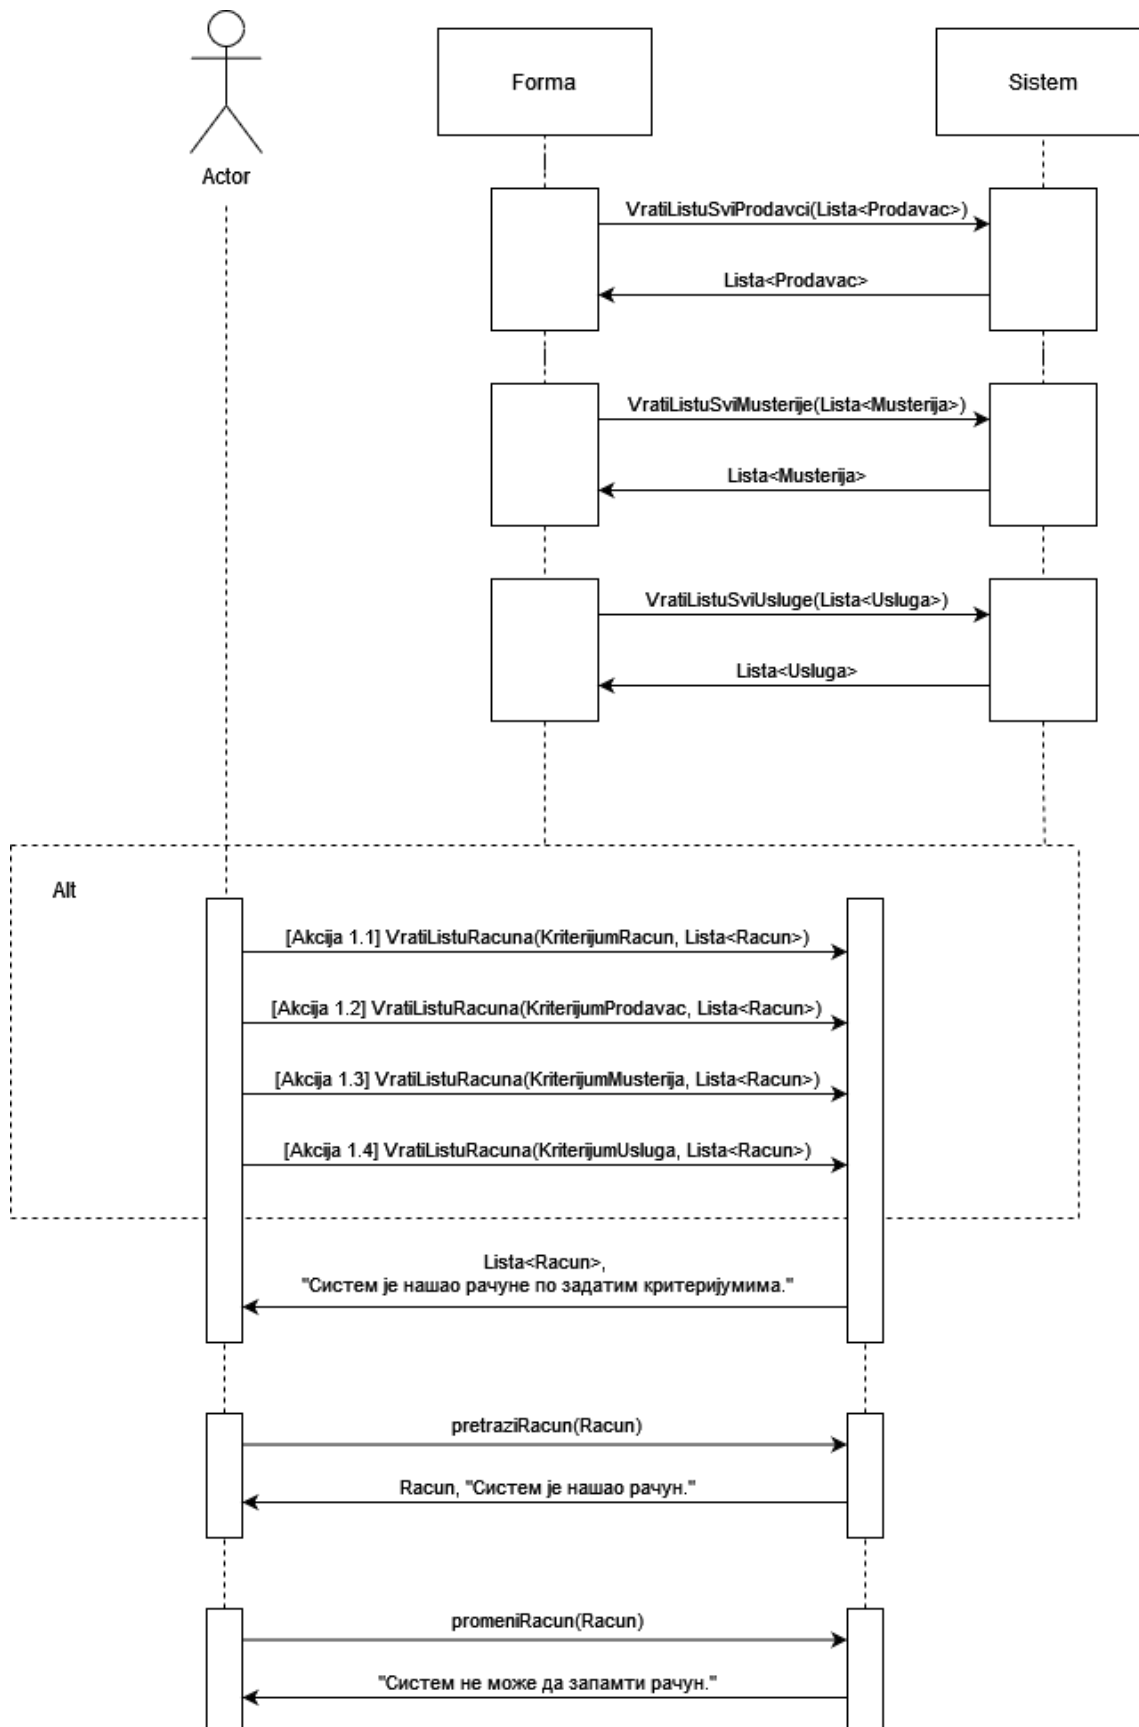 Forma
Sistem
Actor
VratiListuSviProdavci(Lista<Prodavac>)
Lista<Prodavac>
VratiListuSviMusterije(Lista<Musterija>)
Lista<Musterija>
VratiListuSviUsluge(Lista<Usluga>)
Lista<Usluga>
Alt
[Akcija 1.1] VratiListuRacuna(KriterijumRacun, Lista<Racun>)
[Akcija 1.2] VratiListuRacuna(KriterijumProdavac, Lista<Racun>)
[Akcija 1.3] VratiListuRacuna(KriterijumMusterija, Lista<Racun>)
[Akcija 1.4] VratiListuRacuna(KriterijumUsluga, Lista<Racun>)
Lista<Racun>,
"Систем је нашао рачуне по задатим критеријумима."
pretraziRacun(Racun)
Racun, "Систем је нашао рачун."
promeniRacun(Racun)
"Систем не може да запамти рачун."